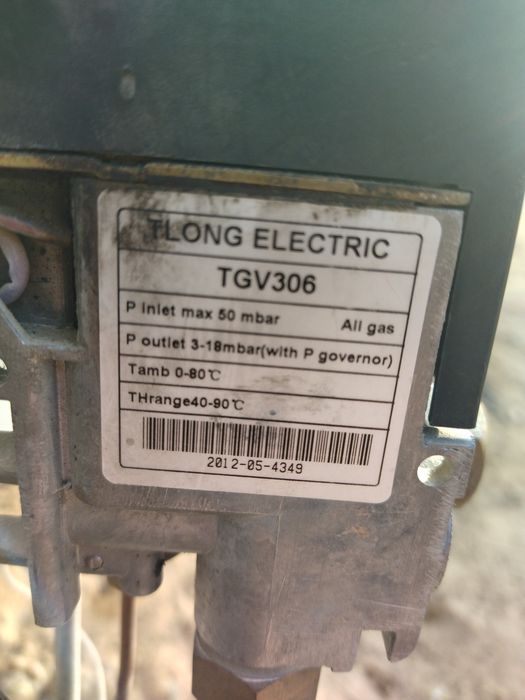 TLONG ELECTRIC
TGV306
P inlet max 50 mbar All gas
P outlet 3-18mbar(with P governor)
Tamb 0-80℃
THrange40-90℃
2012-05-4349